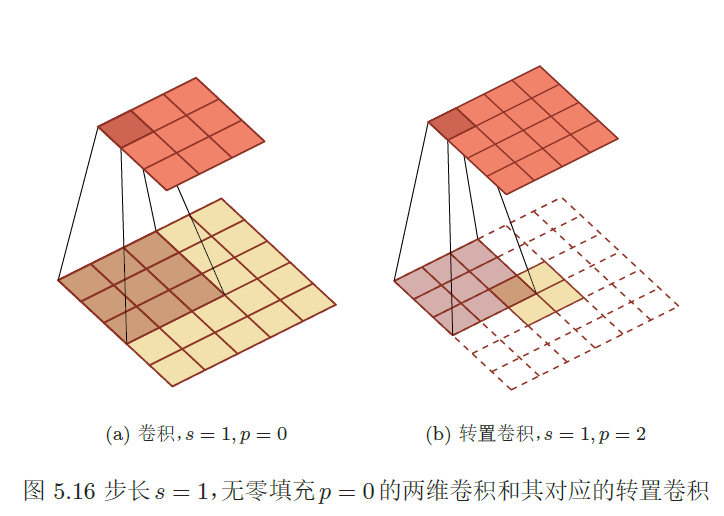 (a) 卷积，s = 1, p = 0
(b) 转置卷积，s = 1, p = 2
图 5.16 步长 s = 1，无零填充 p = 0 的两维卷积和其对应的转置卷积